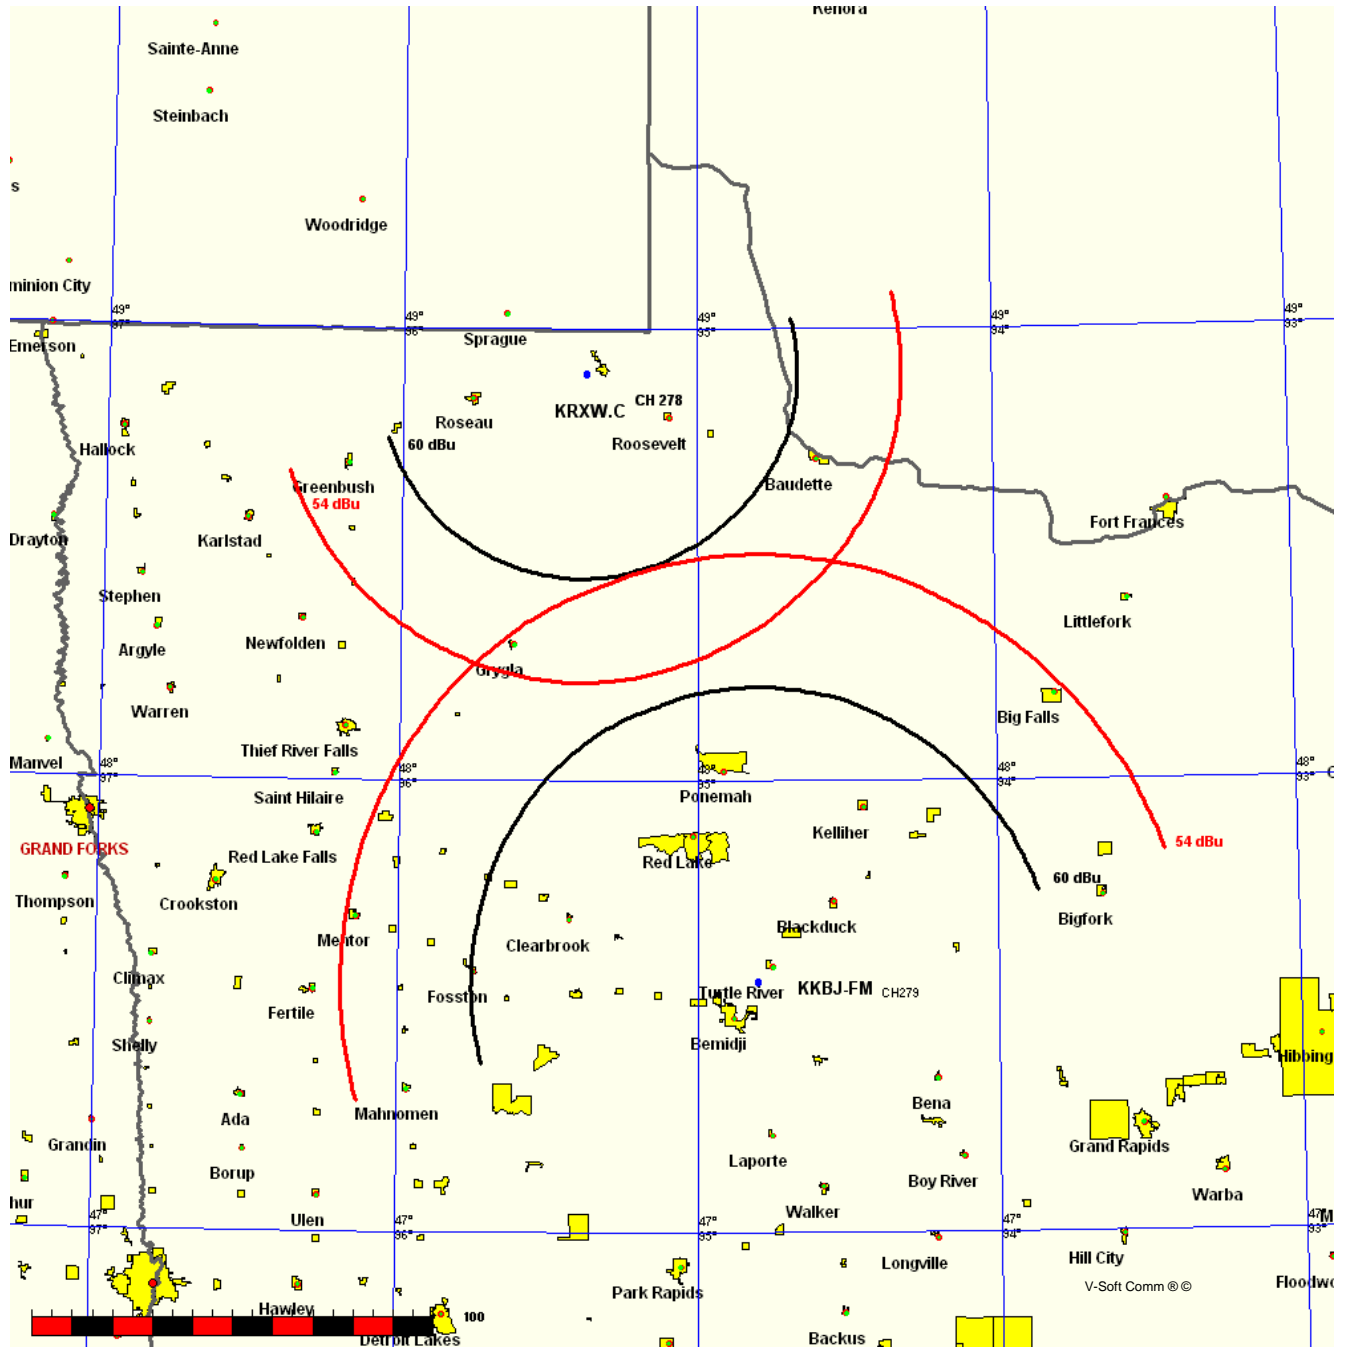 Kenora
Sainte-Anne
Steinbach
s
Woodridge
minion City
49°
97°
49°
96°
49°
95°
49°
94°
49°
93°
Emerson
Sprague
KRXW.C
CH 278
Roseau
60 dBu
Roosevelt
Hallock
Greenbush
54 dBu
Baudette
Fort Frances
Drayton
Karlstad
Stephen
Littlefork
Argyle
Newfolden
Grygla
Warren
Big Falls
Thief River Falls
Manvel
48°
97°
48°
96°
48°
95°
48°
94°
48°
93°
Saint Hilaire
Ponemah
Kelliher
GRAND FORKS
Red Lake Falls
Red Lake
54 dBu
60 dBu
Thompson
Crookston
Bigfork
Mentor
Clearbrook
Blackduck
Climax
Fosston
Turtle River
KKBJ-FM
CH279
Fertile
Shelly
Bemidji
Hibbing
Ada
Mahnomen
Bena
Grandin
Grand Rapids
Borup
Laporte
Boy River
hur
Walker
Warba
Ulen
47°
97°
47°
96°
47°
95°
47°
94°
47°
93°
M
Longville
Hill City
Park Rapids
V-Soft Comm ® ©
Floodwo
Hawley
100
Detroit Lakes
Backus